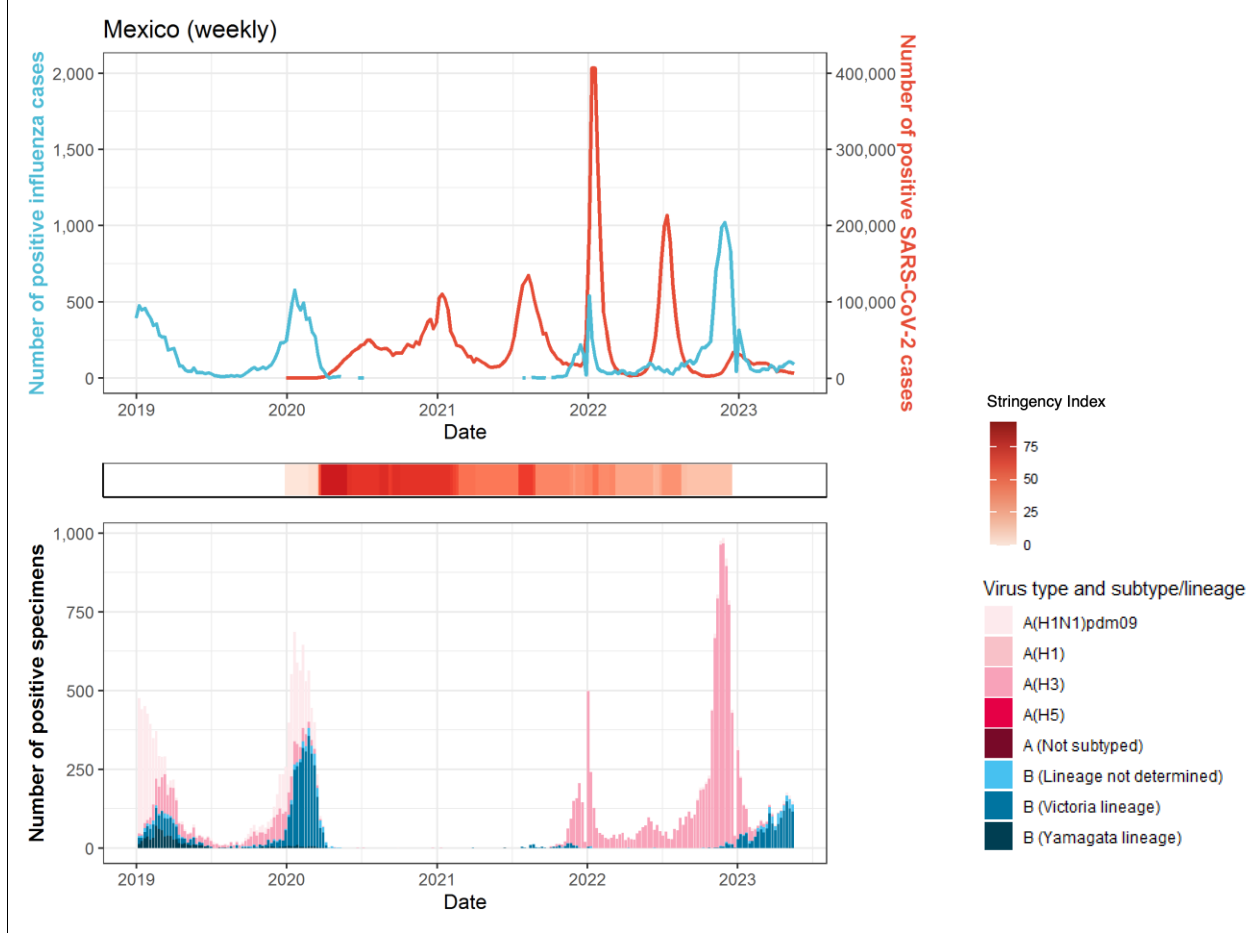 Mexico (weekly)
Number of positive influenza cases
2,000
1,500
1,000
500
0
Number of positive SARS-CoV-2 cases
400,000
300,000
200,000
100,000
0
2019 2020 2021 2022 2023
Date
Stringency Index
75
50
25
0
Number of positive specimens
1,000
750
500
250
0
2019 2020 2021 2022 2023
Date
Virus type and subtype/lineage
A(H1N1)pdm09
A(H1)
A(H3)
A(H5)
A (Not subtyped)
B (Lineage not determined)
B (Victoria lineage)
B (Yamagata lineage)